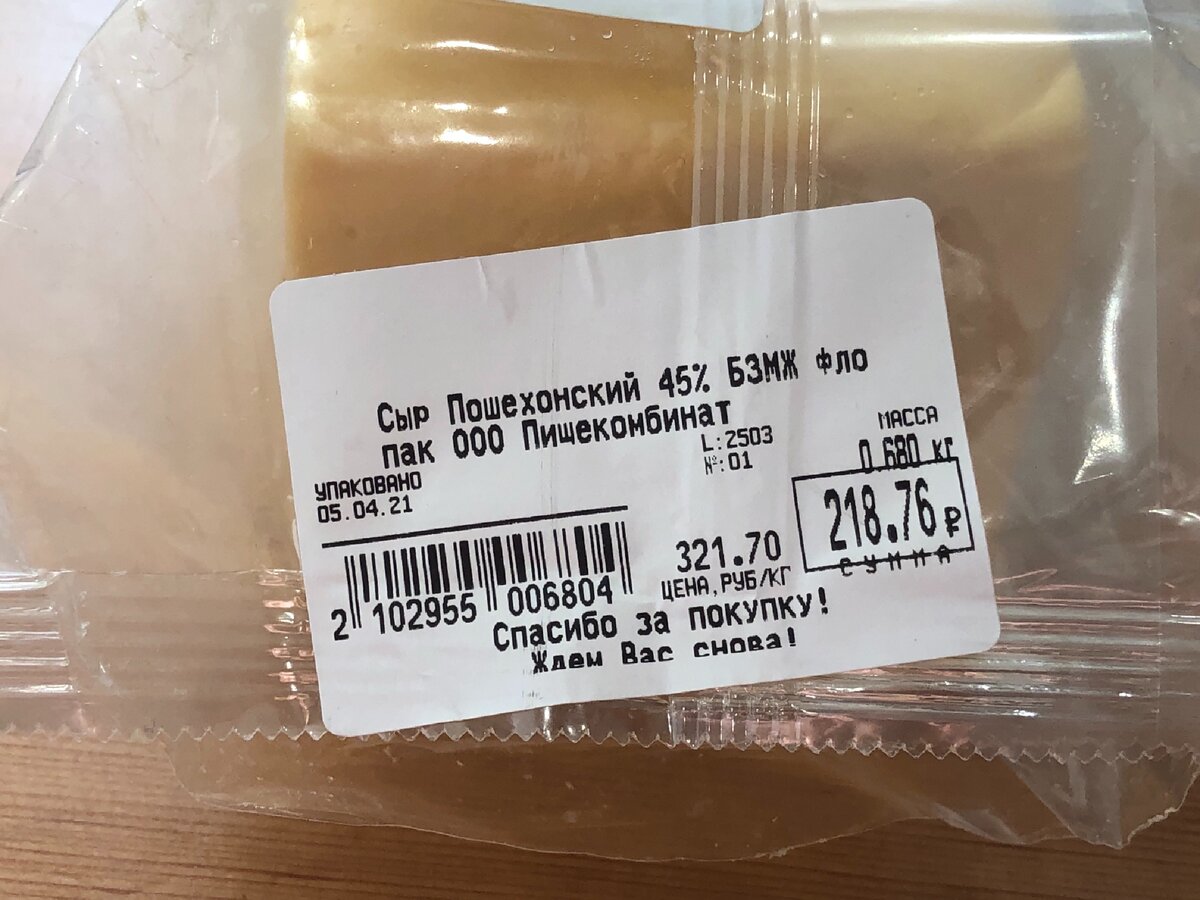 Сыр Пошехонский 45% БЗМЖ фло
пак ООО Пищекомбинат
L:2503
№:01
МАССА
0.680 кг
УПАКОВАНО
05.04.21
218.76 ₽
СУММА
321.70
ЦЕНА, РУБ/КГ
2 102955 006804
Спасибо за ПОКУПКУ!
Ждем Вас снова!